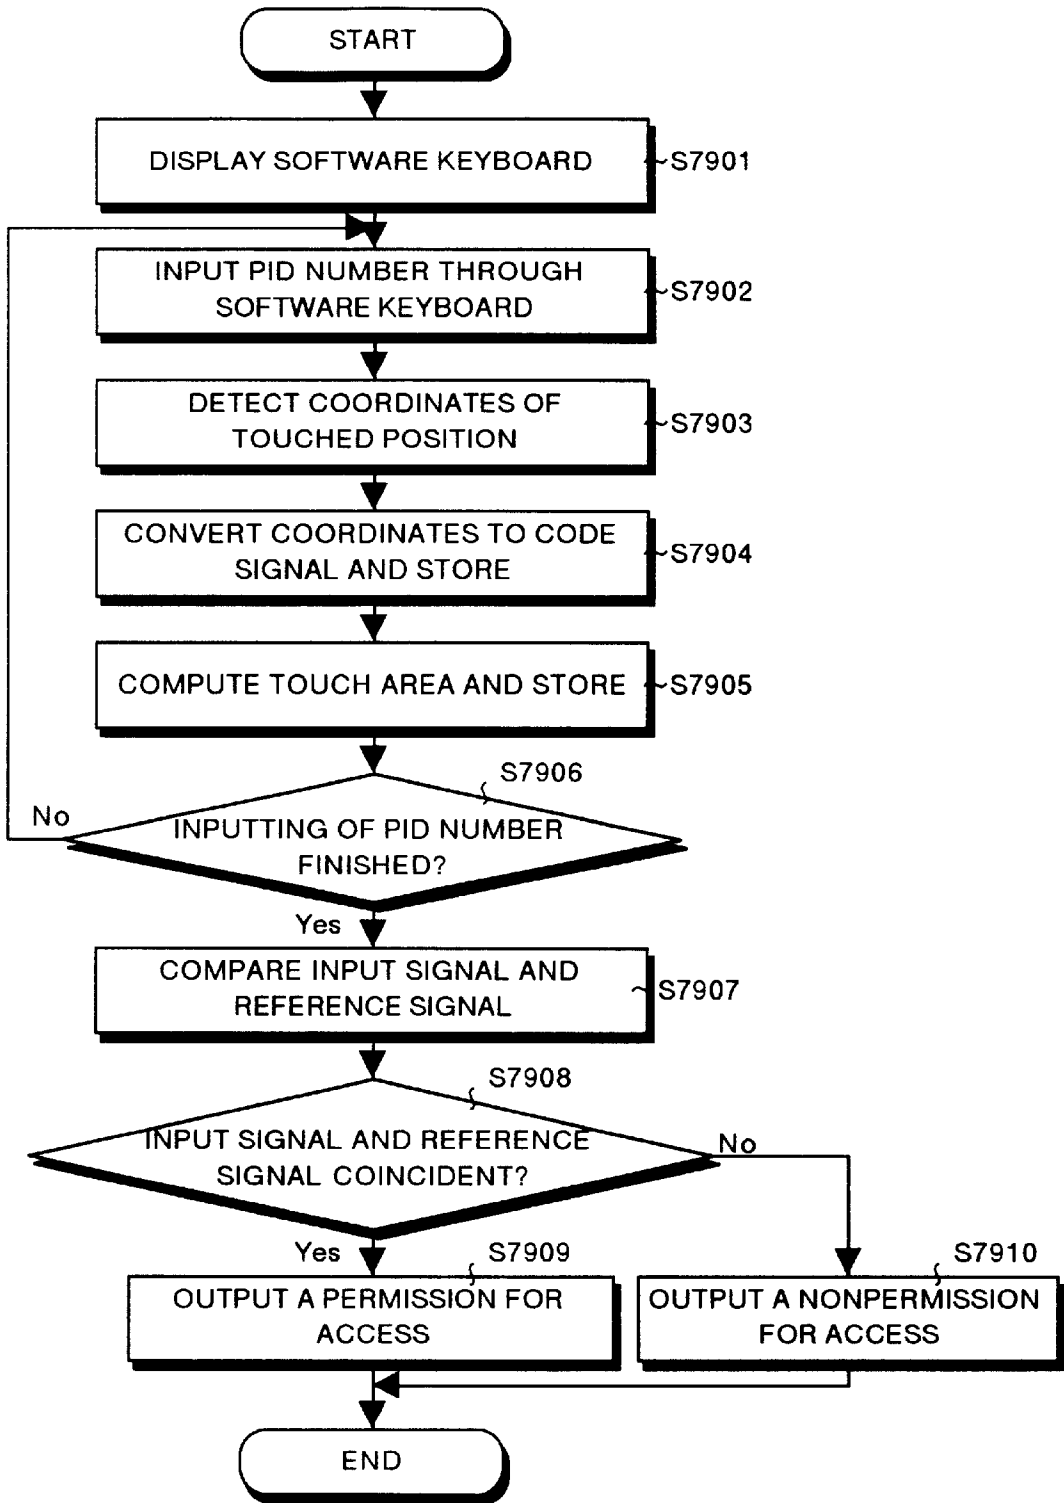 START
DISPLAY SOFTWARE KEYBOARD
S7901
INPUT PID NUMBER THROUGH
SOFTWARE KEYBOARD
S7902
DETECT COORDINATES OF
TOUCHED POSITION
S7903
CONVERT COORDINATES TO CODE
SIGNAL AND STORE
S7904
COMPUTE TOUCH AREA AND STORE
S7905
S7906
No
INPUTTING OF PID NUMBER
FINISHED?
Yes
COMPARE INPUT SIGNAL AND
REFERENCE SIGNAL
S7907
S7908
INPUT SIGNAL AND REFERENCE
SIGNAL COINCIDENT?
No
Yes
S7909
OUTPUT A PERMISSION FOR
ACCESS
S7910
OUTPUT A NONPERMISSION
FOR ACCESS
END